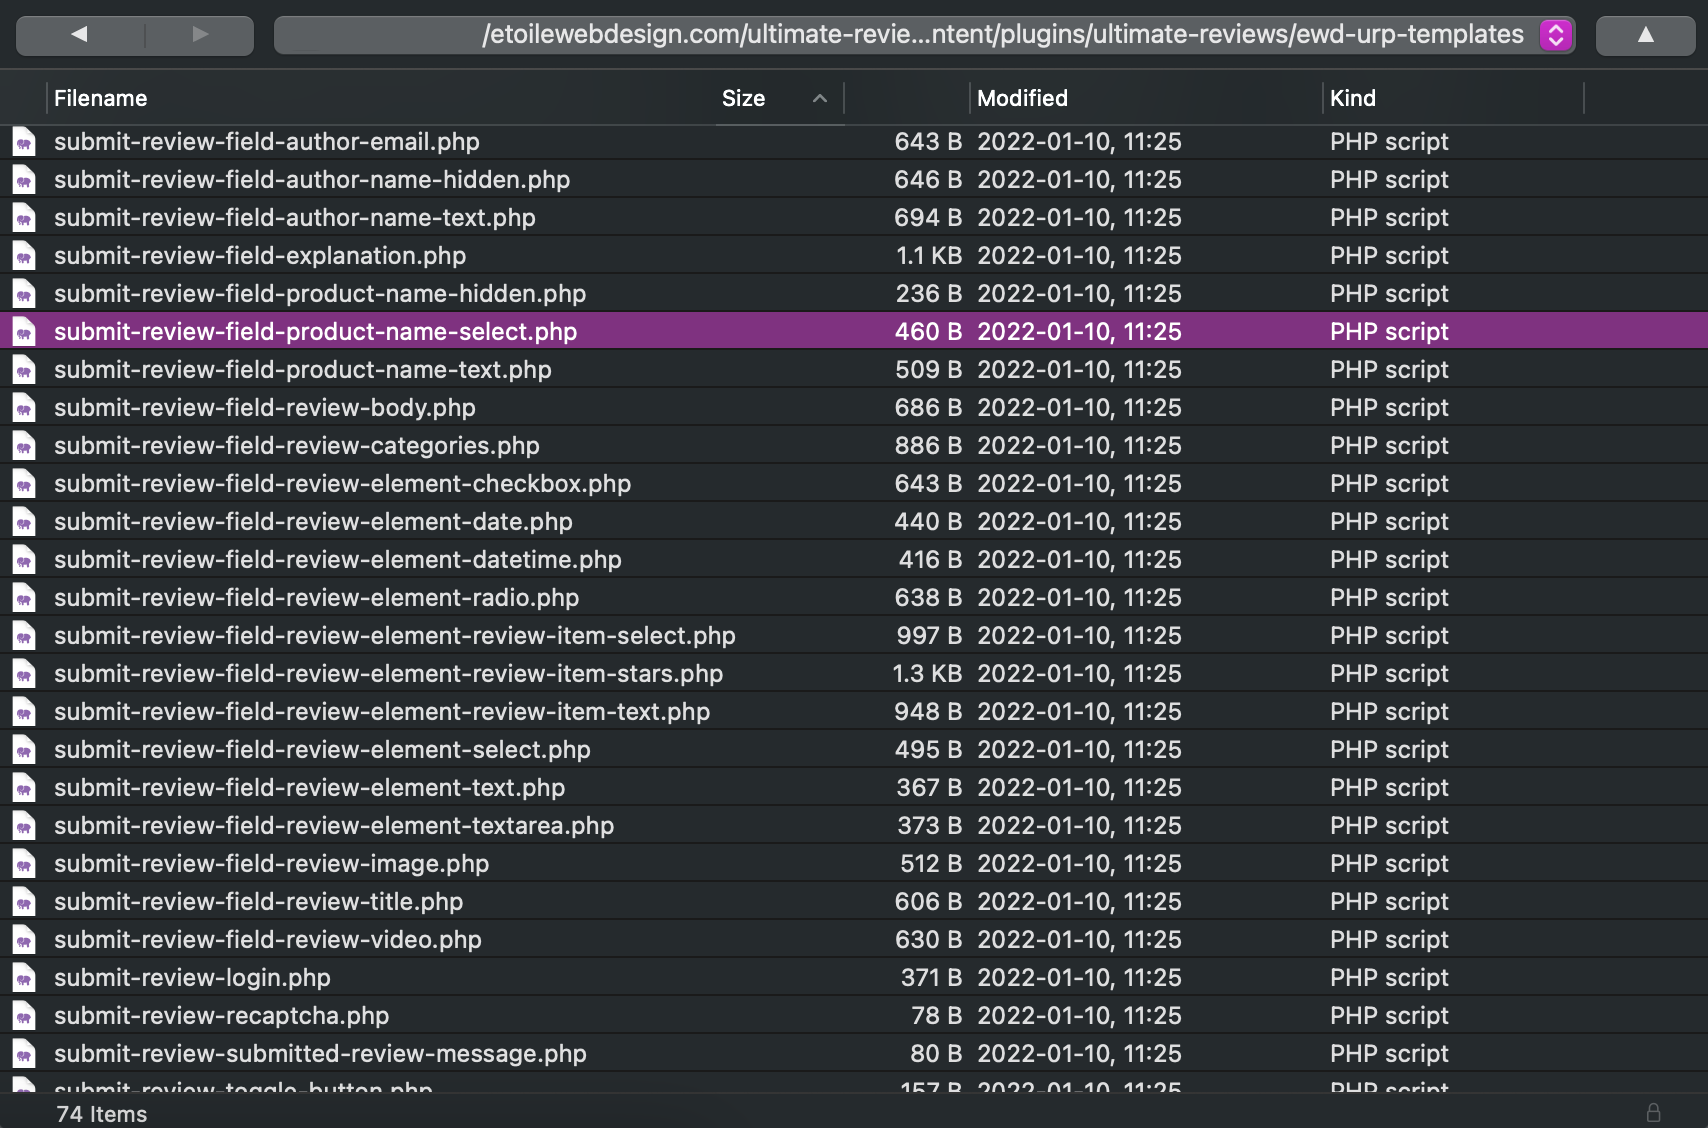 /etoilewebdesign.com/ultimate-revie...ntent/plugins/ultimate-reviews/ewd-urp-templates
Filename Size Modified Kind
submit-review-field-author-email.php 643 B 2022-01-10, 11:25 PHP script
submit-review-field-author-name-hidden.php 646 B 2022-01-10, 11:25 PHP script
submit-review-field-author-name-text.php 694 B 2022-01-10, 11:25 PHP script
submit-review-field-explanation.php 1.1 KB 2022-01-10, 11:25 PHP script
submit-review-field-product-name-hidden.php 236 B 2022-01-10, 11:25 PHP script
submit-review-field-product-name-select.php 460 B 2022-01-10, 11:25 PHP script
submit-review-field-product-name-text.php 509 B 2022-01-10, 11:25 PHP script
submit-review-field-review-body.php 686 B 2022-01-10, 11:25 PHP script
submit-review-field-review-categories.php 886 B 2022-01-10, 11:25 PHP script
submit-review-field-review-element-checkbox.php 643 B 2022-01-10, 11:25 PHP script
submit-review-field-review-element-date.php 440 B 2022-01-10, 11:25 PHP script
submit-review-field-review-element-datetime.php 416 B 2022-01-10, 11:25 PHP script
submit-review-field-review-element-radio.php 638 B 2022-01-10, 11:25 PHP script
submit-review-field-review-element-review-item-select.php 997 B 2022-01-10, 11:25 PHP script
submit-review-field-review-element-review-item-stars.php 1.3 KB 2022-01-10, 11:25 PHP script
submit-review-field-review-element-review-item-text.php 948 B 2022-01-10, 11:25 PHP script
submit-review-field-review-element-select.php 495 B 2022-01-10, 11:25 PHP script
submit-review-field-review-element-text.php 367 B 2022-01-10, 11:25 PHP script
submit-review-field-review-element-textarea.php 373 B 2022-01-10, 11:25 PHP script
submit-review-field-review-image.php 512 B 2022-01-10, 11:25 PHP script
submit-review-field-review-title.php 606 B 2022-01-10, 11:25 PHP script
submit-review-field-review-video.php 630 B 2022-01-10, 11:25 PHP script
submit-review-login.php 371 B 2022-01-10, 11:25 PHP script
submit-review-recaptcha.php 78 B 2022-01-10, 11:25 PHP script
submit-review-submitted-review-message.php 80 B 2022-01-10, 11:25 PHP script
submit-review-toggle-button.php 157 B 2022-01-10, 11:25 PHP script
74 Items